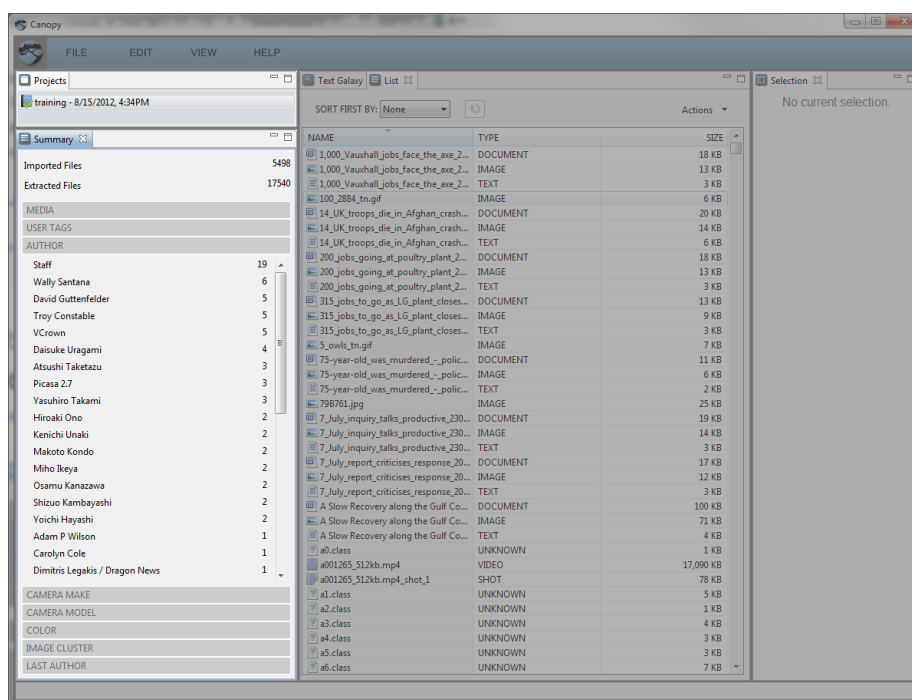 Canopy
FILE EDIT VIEW HELP
Projects
training - 8/15/2012, 4:34PM
Summary
Imported Files 5498
Extracted Files 17540
MEDIA
USER TAGS
AUTHOR
Staff 19
Wally Santana 6
David Guttenfelder 5
Troy Constable 5
VCrown 5
Daisuke Uragami 4
Atsushi Taketazu 3
Picasa 2.7 3
Yasuhiro Takami 3
Hiroaki Ono 2
Kenichi Unaki 2
Makoto Kondo 2
Miho Ikeya 2
Osamu Kanazawa 2
Shizuo Kambayashi 2
Yoichi Hayashi 2
Adam P Wilson 1
Carolyn Cole 1
Dimitris Legakis / Dragon News 1
CAMERA MAKE
CAMERA MODEL
COLOR
IMAGE CLUSTER
LAST AUTHOR
Text Galaxy List
SORT FIRST BY: None Actions
NAME TYPE SIZE
1,000_Vauxhall_jobs_face_the_axe_2... DOCUMENT 18 KB
1,000_Vauxhall_jobs_face_the_axe_2... IMAGE 13 KB
1,000_Vauxhall_jobs_face_the_axe_2... TEXT 3 KB
100_2884_tn.gif IMAGE 6 KB
14_UK_troops_die_in_Afghan_crash... DOCUMENT 20 KB
14_UK_troops_die_in_Afghan_crash... IMAGE 14 KB
14_UK_troops_die_in_Afghan_crash... TEXT 6 KB
200_jobs_going_at_poultry_plant_2... DOCUMENT 18 KB
200_jobs_going_at_poultry_plant_2... IMAGE 13 KB
200_jobs_going_at_poultry_plant_2... TEXT 3 KB
315_jobs_to_go_as_LG_plant_closes... DOCUMENT 13 KB
315_jobs_to_go_as_LG_plant_closes... IMAGE 9 KB
315_jobs_to_go_as_LG_plant_closes... TEXT 3 KB
5_owls_tn.gif IMAGE 7 KB
75-year-old_was_murdered_-_polic... DOCUMENT 11 KB
75-year-old_was_murdered_-_polic... IMAGE 6 KB
75-year-old_was_murdered_-_polic... TEXT 2 KB
79B761.jpg IMAGE 25 KB
7_July_inquiry_talks_productive_230... DOCUMENT 19 KB
7_July_inquiry_talks_productive_230... IMAGE 14 KB
7_July_inquiry_talks_productive_230... TEXT 3 KB
7_July_report_criticises_response_20... DOCUMENT 17 KB
7_July_report_criticises_response_20... IMAGE 12 KB
7_July_report_criticises_response_20... TEXT 3 KB
A Slow Recovery along the Gulf Co... DOCUMENT 100 KB
A Slow Recovery along the Gulf Co... IMAGE 71 KB
A Slow Recovery along the Gulf Co... TEXT 4 KB
a0.class UNKNOWN 1 KB
a001265_512kb.mp4 VIDEO 17,090 KB
a001265_512kb.mp4_shot_1 SHOT 78 KB
a1.class UNKNOWN 5 KB
a2.class UNKNOWN 1 KB
a3.class UNKNOWN 4 KB
a4.class UNKNOWN 3 KB
a5.class UNKNOWN 3 KB
a6.class UNKNOWN 7 KB
Selection
No current selection.